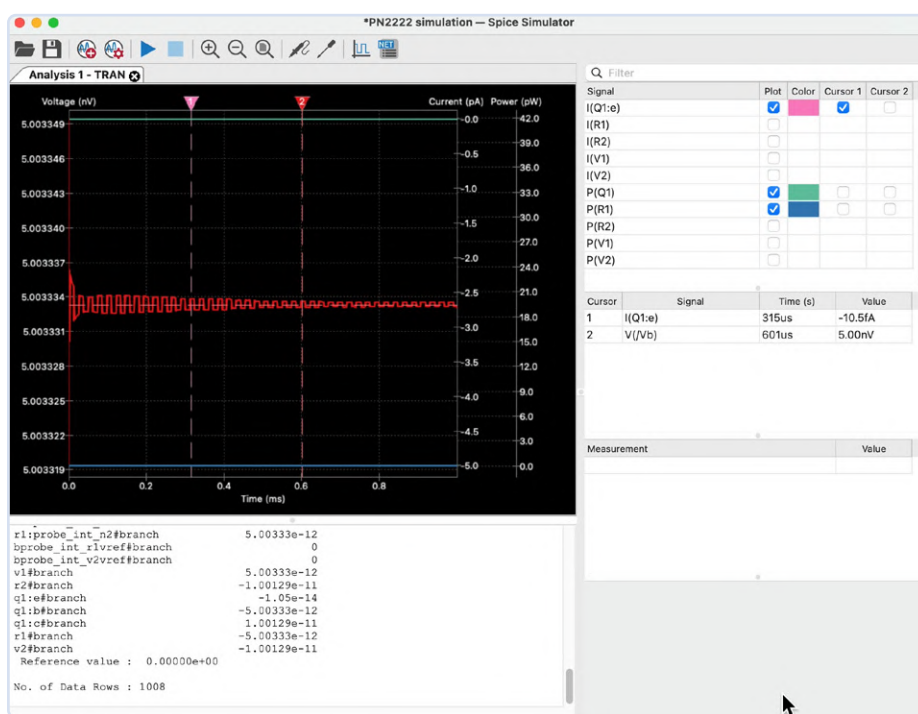 *PN2222 simulation — Spice Simulator
NET
Analysis 1 - TRAN
Voltage (nV)
1
2
Current (pA)
Power (pW)
5.003349
5.003346
5.003343
5.003340
5.003337
5.003334
5.003331
5.003328
5.003325
5.003322
5.003319
-0.0
-0.5
-1.0
-1.5
-2.0
-2.5
-3.0
-3.5
-4.0
-4.5
-5.0
42.0
39.0
36.0
33.0
30.0
27.0
24.0
21.0
18.0
15.0
12.0
9.0
6.0
3.0
0.0
0.0 0.2 0.4 0.6 0.8
Time (ms)
Filter
Signal Plot Color Cursor 1 Cursor 2
I(Q1:e)
I(R1)
I(R2)
I(V1)
I(V2)
P(Q1)
P(R1)
P(R2)
P(V1)
P(V2)
Cursor Signal Time (s) Value
1 I(Q1:e) 315us -10.5fA
2 V(/Vb) 601us 5.00nV
Measurement Value
r1:probe_int_n2#branch 5.00333e-12
bprobe_int_r1vref#branch 0
bprobe_int_v2vref#branch 0
v1#branch 5.00333e-12
r2#branch -1.00129e-11
q1:e#branch -1.05e-14
q1:b#branch -5.00333e-12
q1:c#branch 1.00129e-11
r1#branch -5.00333e-12
v2#branch -1.00129e-11
Reference value : 0.00000e+00
No. of Data Rows : 1008